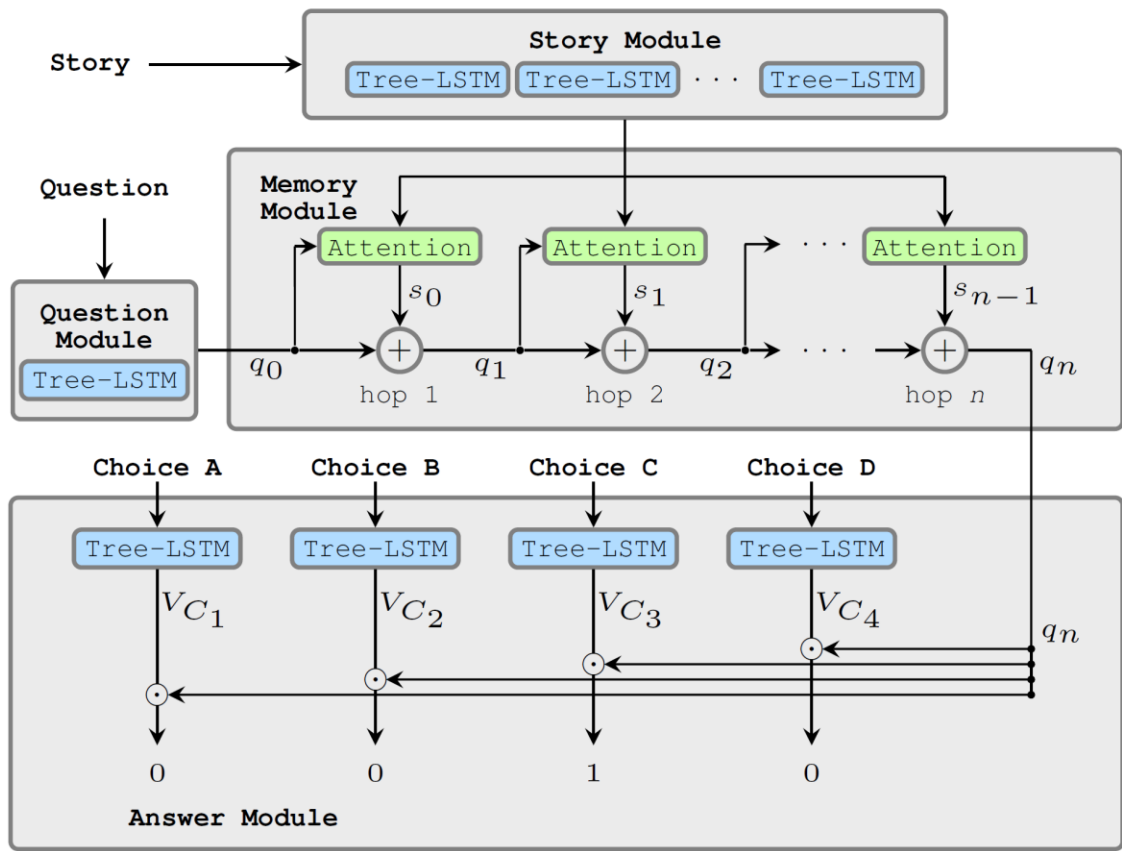 Story Module
Story
Tree-LSTM Tree-LSTM · · · Tree-LSTM
Question
Memory
Module
Attention Attention · · · Attention
s0 s1 sn−1
Question
Module
Tree-LSTM
q0 + q1 + q2 · · · + qn
hop 1 hop 2 hop n
Choice A Choice B Choice C Choice D
Tree-LSTM Tree-LSTM Tree-LSTM Tree-LSTM
VC1 VC2 VC3 VC4
qn
0 0 1 0
Answer Module